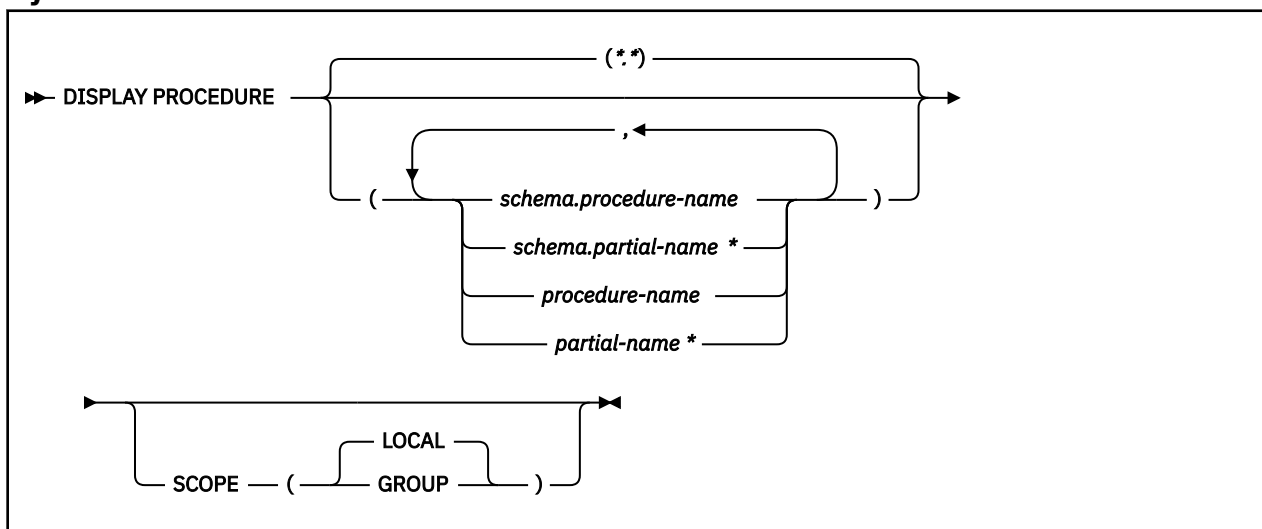 (*.*)
DISPLAY PROCEDURE
,
( schema.procedure-name )
schema.partial-name *
procedure-name
partial-name *
LOCAL
SCOPE ( GROUP )